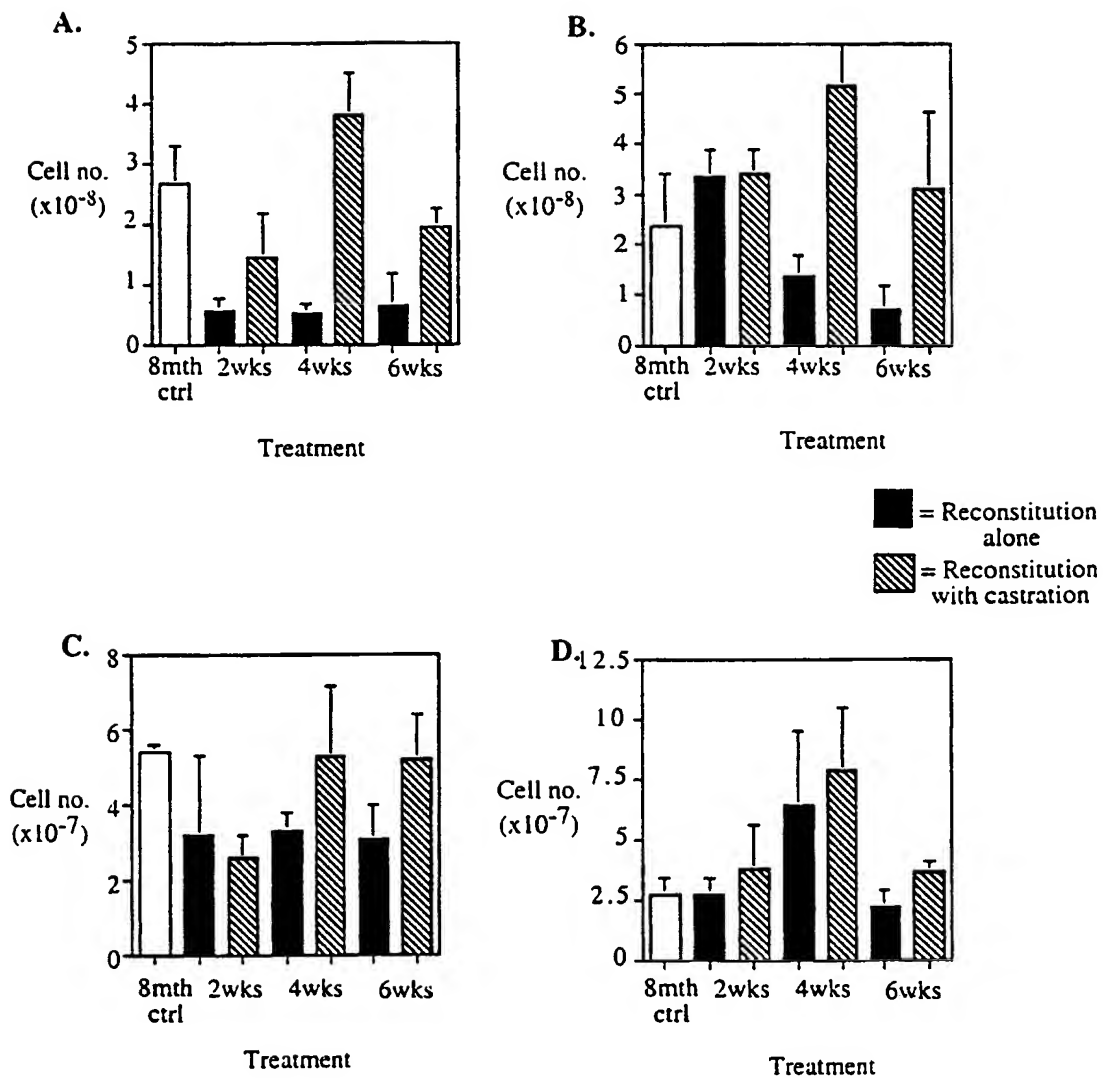 A.
5
4
3
2
1
0
Cell no.
(x10-8)
8mth 2wks 4wks 6wks
ctrl
Treatment
B.
6
5
4
3
2
1
0
Cell no.
(x10-8)
8mth 2wks 4wks 6wks
ctrl
Treatment
= Reconstitution
alone
= Reconstitution
with castration
C.
8
6
4
2
0
Cell no.
(x10-7)
8mth 2wks 4wks 6wks
ctrl
Treatment
D.
12.5
10
7.5
5
2.5
0
Cell no.
(x10-7)
8mth 2wks 4wks 6wks
ctrl
Treatment